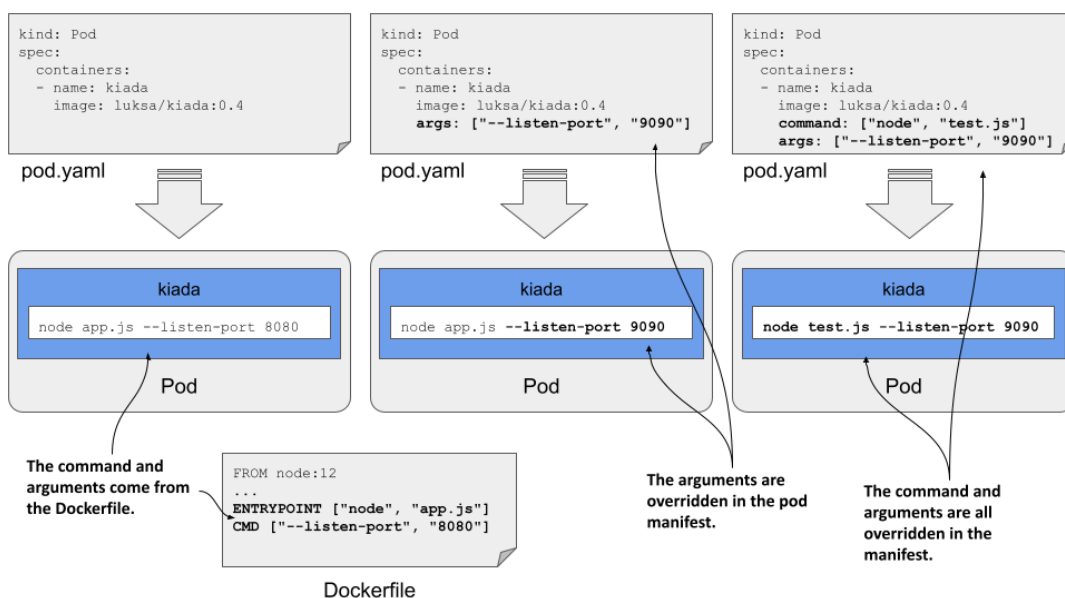 kind: Pod
spec:
  containers:
  - name: kiada
    image: luksa/kiada:0.4
pod.yaml
kind: Pod
spec:
  containers:
  - name: kiada
    image: luksa/kiada:0.4
    args: ["--listen-port", "9090"]
pod.yaml
kind: Pod
spec:
  containers:
  - name: kiada
    image: luksa/kiada:0.4
    command: ["node", "test.js"]
    args: ["--listen-port", "9090"]
pod.yaml
kiada
node app.js --listen-port 8080
Pod
kiada
node app.js --listen-port 9090
Pod
kiada
node test.js --listen-port 9090
Pod
The command and
arguments come from
the Dockerfile.
FROM node:12
...
ENTRYPOINT ["node", "app.js"]
CMD ["--listen-port", "8080"]
Dockerfile
The arguments are
overridden in the pod
manifest.
The command and
arguments are all
overridden in the
manifest.